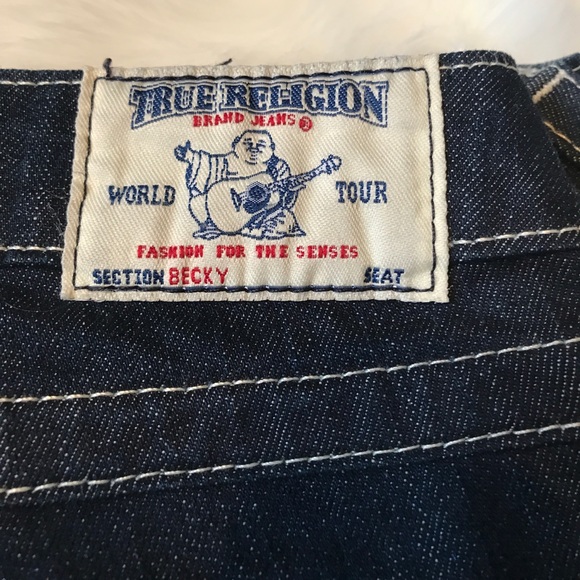 TRUE RELIGION
BRAND JEANS ®
WORLD TOUR
FASHION FOR THE SENSES
SECTION BECKY SEAT